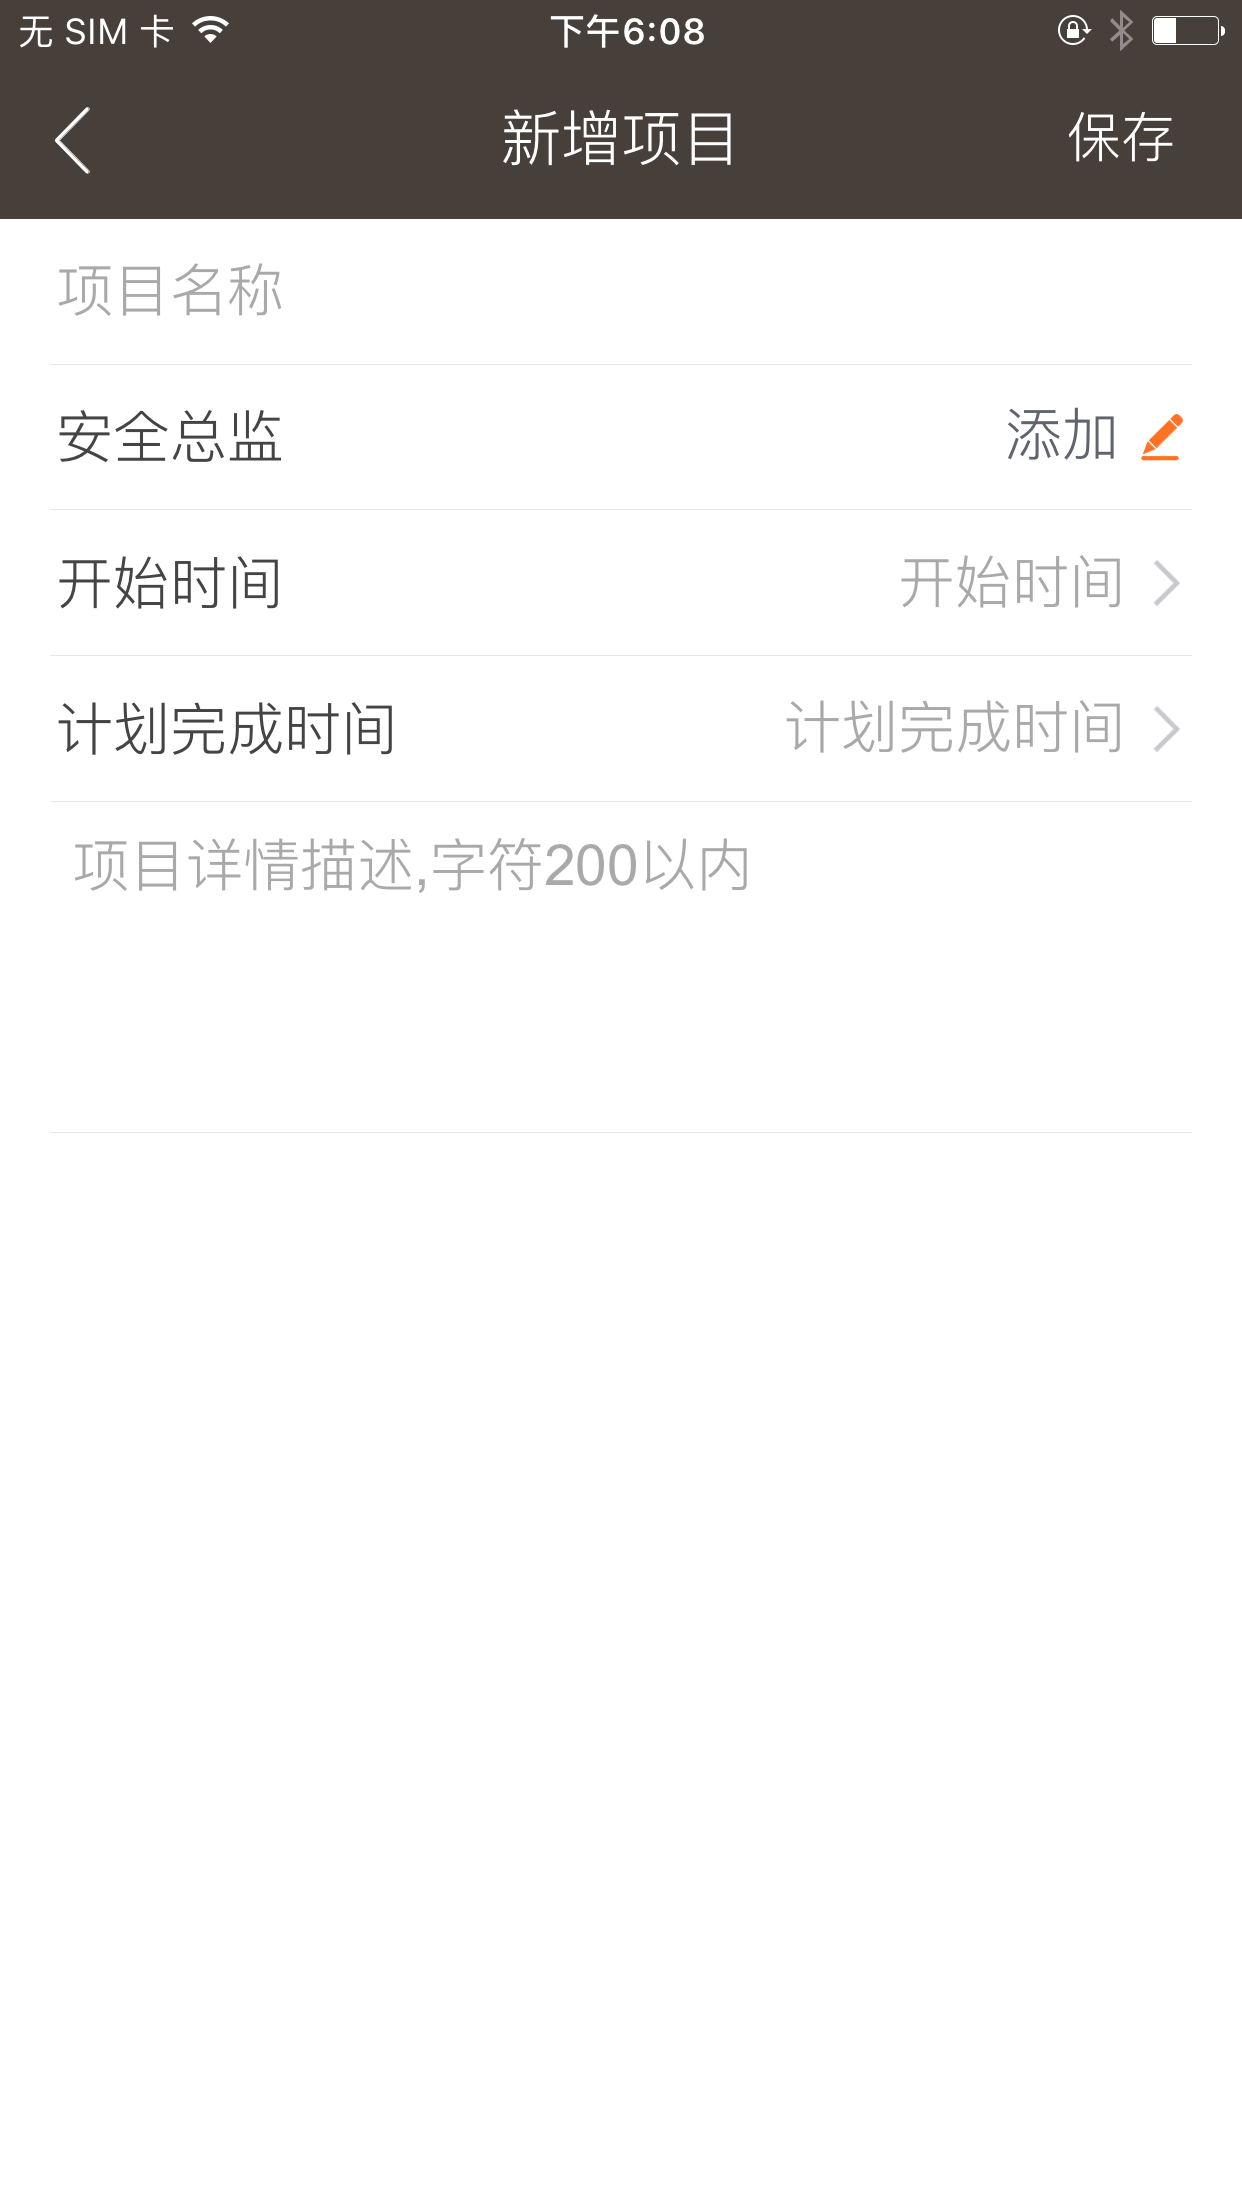 无 SIM 卡 下午6:08
新增项目 保存
项目名称
安全总监 添加
开始时间 开始时间
计划完成时间 计划完成时间
项目详情描述,字符200以内